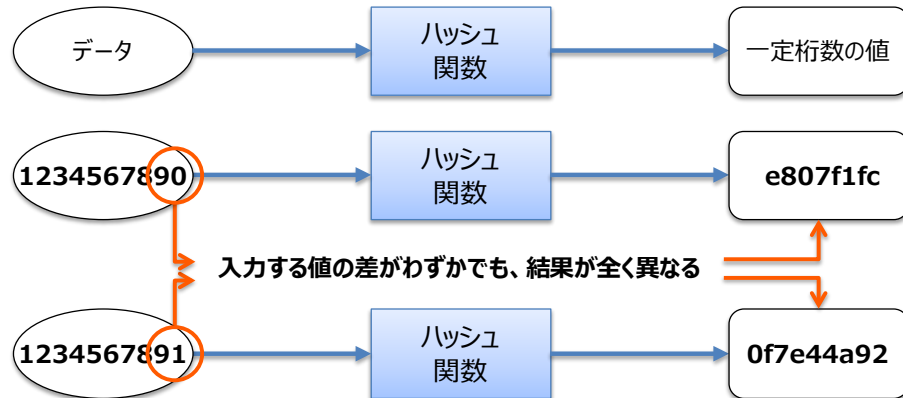 データ
ハッシュ
関数
一定桁数の値
1234567890
ハッシュ
関数
e807f1fc
入力する値の差がわずかでも、結果が全く異なる
1234567891
ハッシュ
関数
0f7e44a92